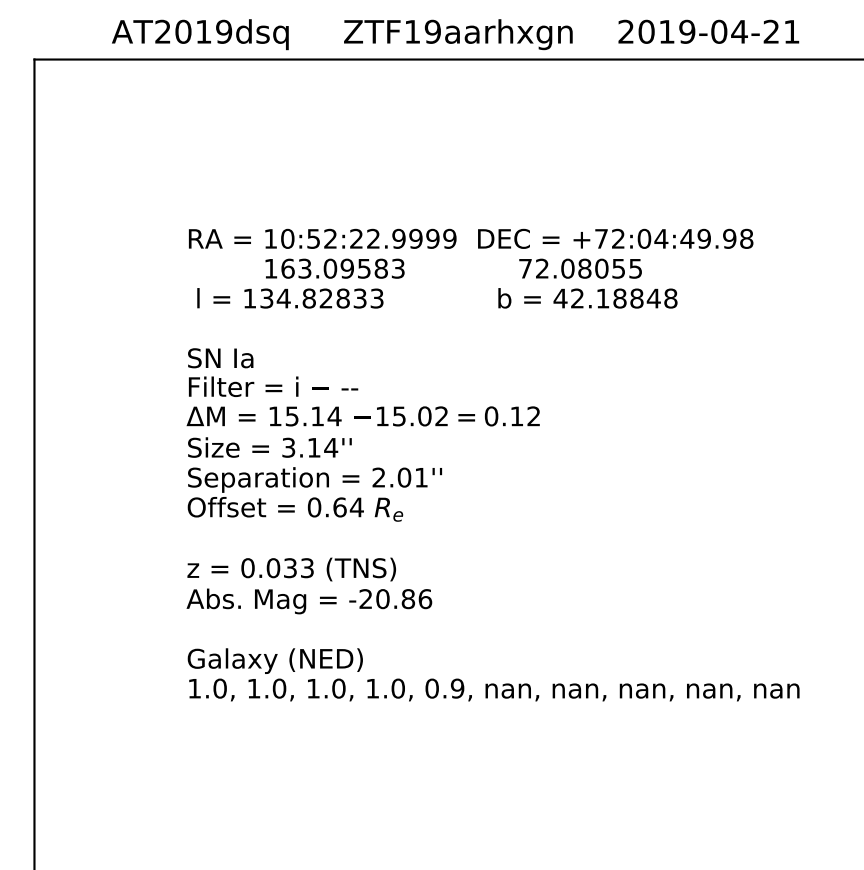 AT2019dsq ZTF19aarhxgn 2019-04-21
RA = 10:52:22.9999 DEC = +72:04:49.98
163.09583 72.08055
l = 134.82833 b = 42.18848
SN Ia
Filter = i − --
ΔM = 15.14 −15.02 = 0.12
Size = 3.14''
Separation = 2.01''
Offset = 0.64 Re
z = 0.033 (TNS)
Abs. Mag = -20.86
Galaxy (NED)
1.0, 1.0, 1.0, 1.0, 0.9, nan, nan, nan, nan, nan